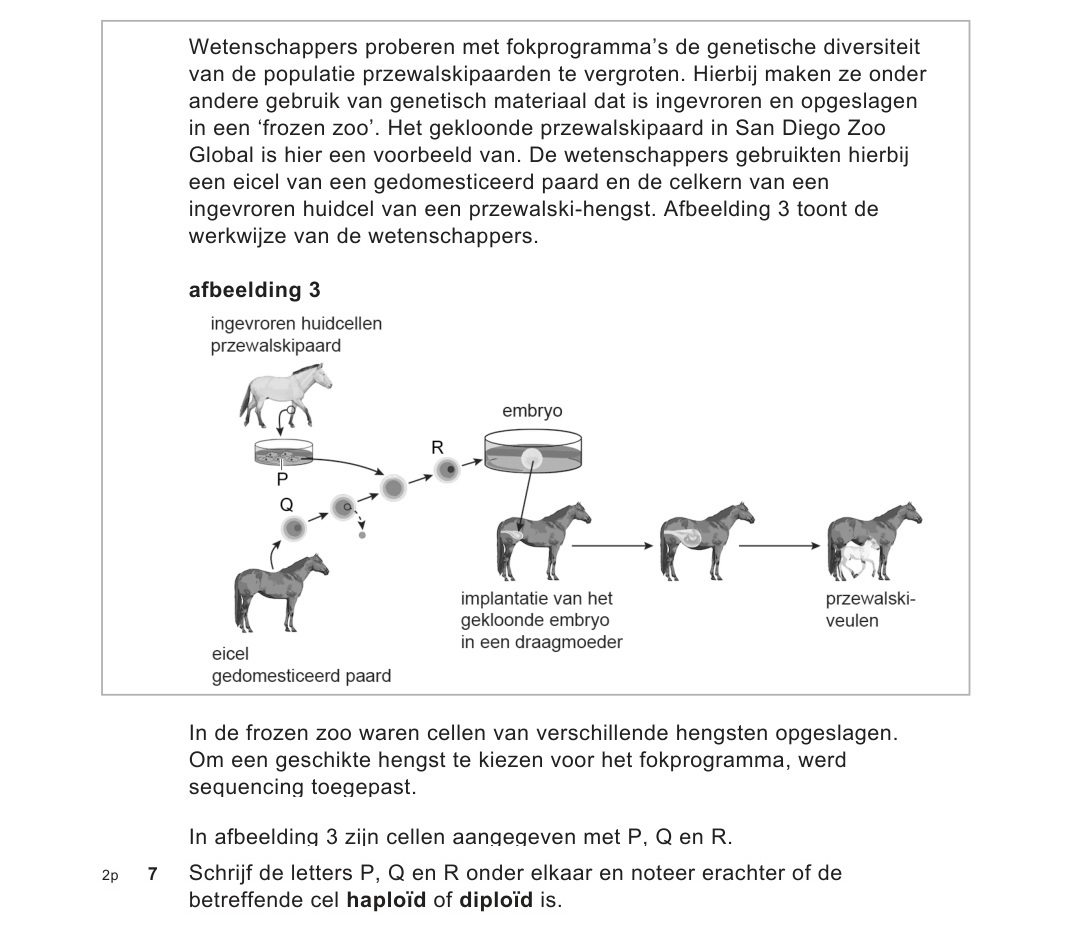 Wetenschappers proberen met fokprogramma’s de genetische diversiteit
van de populatie przewalskipaarden te vergroten. Hierbij maken ze onder
andere gebruik van genetisch materiaal dat is ingevroren en opgeslagen
in een ‘frozen zoo’. Het gekloonde przewalskipaard in San Diego Zoo
Global is hier een voorbeeld van. De wetenschappers gebruikten hierbij
een eicel van een gedomesticeerd paard en de celkern van een
ingevroren huidcel van een przewalski-hengst. Afbeelding 3 toont de
werkwijze van de wetenschappers.
afbeelding 3
ingevroren huidcellen
przewalskipaard
embryo
R
P
Q
implantatie van het
gekloonde embryo
in een draagmoeder
przewalski-
veulen
eicel
gedomesticeerd paard
In de frozen zoo waren cellen van verschillende hengsten opgeslagen.
Om een geschikte hengst te kiezen voor het fokprogramma, werd
sequencing toegepast.
In afbeelding 3 zijn cellen aangegeven met P, Q en R.
2p 7 Schrijf de letters P, Q en R onder elkaar en noteer erachter of de
betreffende cel haploïd of diploïd is.